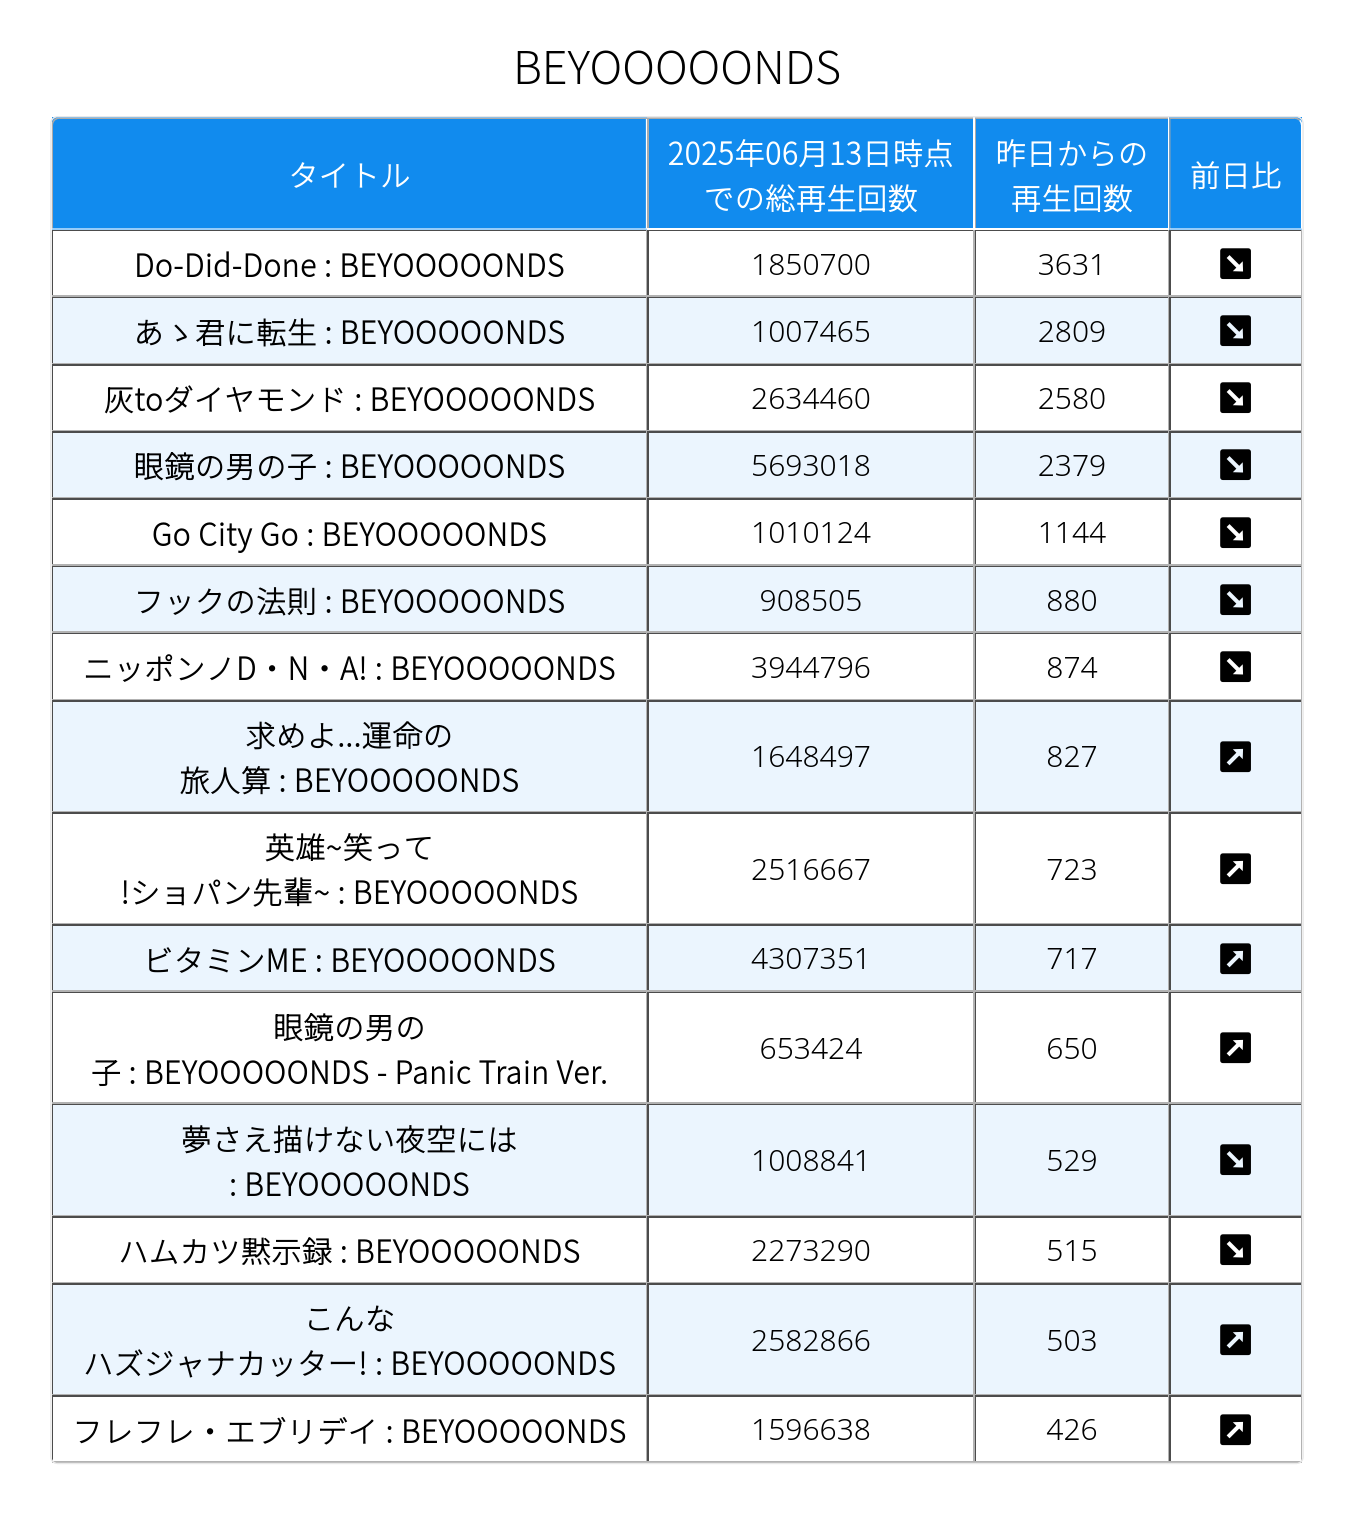 BEYOOOOONDS
タイトル
2025年06月13日時点
での総再生回数
昨日からの
再生回数
前日比
Do-Did-Done : BEYOOOOONDS
1850700
3631
あゝ君に転生 : BEYOOOOONDS
1007465
2809
灰toダイヤモンド : BEYOOOOONDS
2634460
2580
眼鏡の男の子 : BEYOOOOONDS
5693018
2379
Go City Go : BEYOOOOONDS
1010124
1144
フックの法則 : BEYOOOOONDS
908505
880
ニッポンノD・N・A! : BEYOOOOONDS
3944796
874
求めよ...運命の
旅人算 : BEYOOOOONDS
1648497
827
英雄~笑って
!ショパン先輩~ : BEYOOOOONDS
2516667
723
ビタミンME : BEYOOOOONDS
4307351
717
眼鏡の男の
子 : BEYOOOOONDS - Panic Train Ver.
653424
650
夢さえ描けない夜空には
: BEYOOOOONDS
1008841
529
ハムカツ黙示録 : BEYOOOOONDS
2273290
515
こんな
ハズジャナカッター! : BEYOOOOONDS
2582866
503
フレフレ・エブリデイ : BEYOOOOONDS
1596638
426